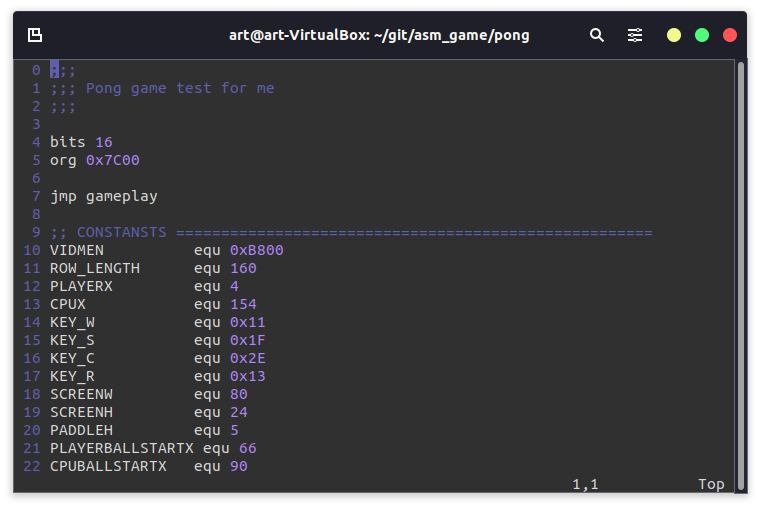 art@art-VirtualBox: ~/git/asm_game/pong
0 ;;;
1 ;;; Pong game test for me
2 ;;;
3
4 bits 16
5 org 0x7C00
6
7 jmp gameplay
8
9 ;; CONSTANSTS =====================================================
10 VIDMEN          equ 0xB800
11 ROW_LENGTH      equ 160
12 PLAYERX         equ 4
13 CPUX            equ 154
14 KEY_W           equ 0x11
15 KEY_S           equ 0x1F
16 KEY_C           equ 0x2E
17 KEY_R           equ 0x13
18 SCREENW         equ 80
19 SCREENH         equ 24
20 PADDLEH         equ 5
21 PLAYERBALLSTARTX equ 66
22 CPUBALLSTARTX   equ 90
1,1 Top